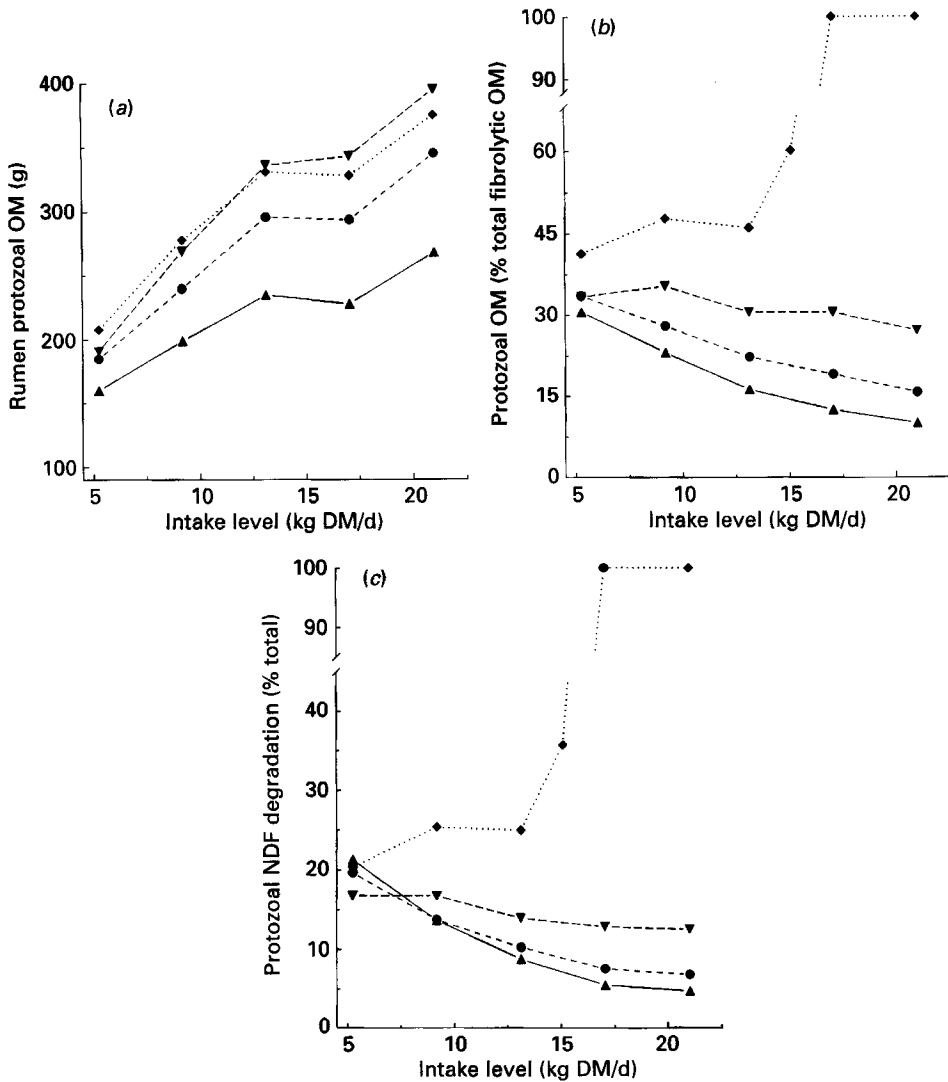 (a)
Rumen protozoal OM (g)
400
300
200
100
5 10 15 20
Intake level (kg DM/d)
(b)
Protozoal OM (% total fibrolytic OM)
100
90
60
45
30
15
0
5 10 15 20
Intake level (kg DM/d)
(c)
Protozoal NDF degradation (% total)
100
90
40
30
20
10
0
5 10 15 20
Intake level (kg DM/d)